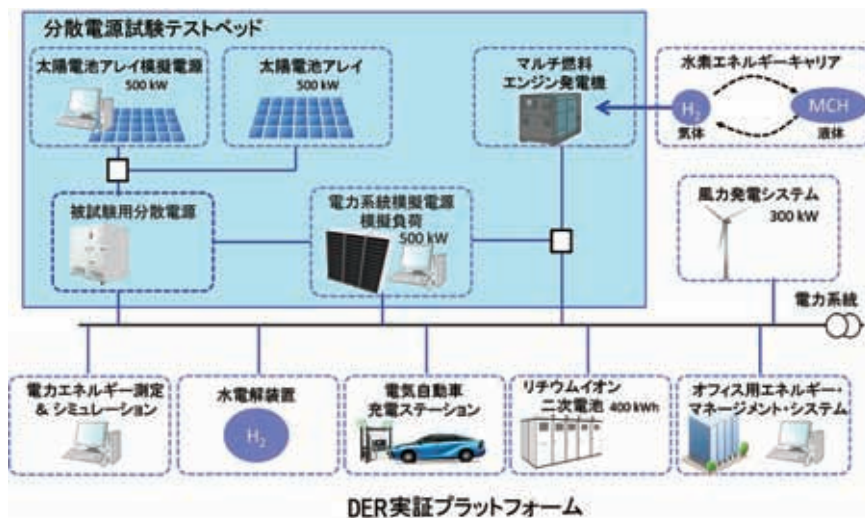 分散電源試験テストベッド
太陽電池アレイ模擬電源
500 kW
太陽電池アレイ
500 kW
マルチ燃料
エンジン発電機
水素エネルギーキャリア
H2
気体
MCH
液体
被試験用分散電源
電力系統模擬電源
模擬負荷
500 kW
風力発電システム
300 kW
電力系統
電力エネルギー測定
& シミュレーション
水電解装置
H2
電気自動車
充電ステーション
リチウムイオン
二次電池 400 kWh
オフィス用エネルギー・
マネージメント・システム
DER実証プラットフォーム